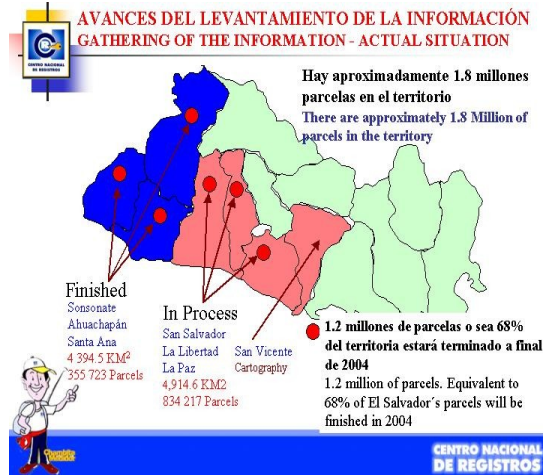 AVANCES DEL LEVANTAMIENTO DE LA INFORMACIÓN
GATHERING OF THE INFORMATION - ACTUAL SITUATION
CENTRO NACIONAL
DE REGISTROS
Hay aproximadamente 1.8 millones
parcelas en el territorio
There are approximately 1.8 Million of
parcels in the territory
Finished
Sonsonate
Ahuachapán
Santa Ana
4 394.5 KM²
355 723 Parcels
In Process
San Salvador
La Libertad
La Paz
4,914.6 KM2
834 217 Parcels
San Vicente
Cartography
1.2 millones de parcelas o sea 68%
del territoria estará terminado a final
de 2004
1.2 million of parcels. Equivalent to
68% of El Salvador´s parcels will be
finished in 2004
CENTRO NACIONAL
DE REGISTROS